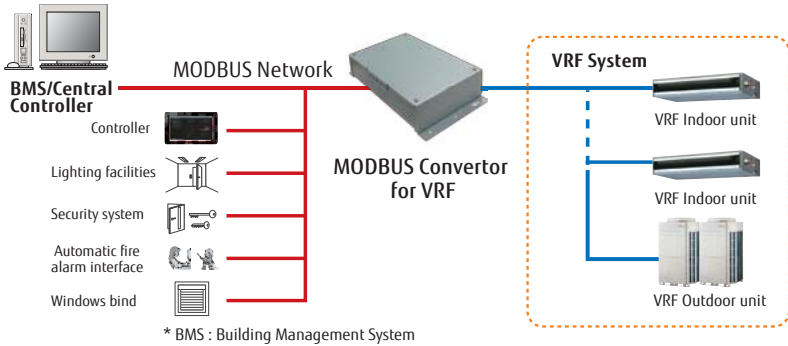 BMS/Central
Controller
MODBUS Network
Controller
Lighting facilities
Security system
Automatic fire
alarm interface
Windows bind
MODBUS Convertor
for VRF
VRF System
VRF Indoor unit
VRF Indoor unit
VRF Outdoor unit
* BMS : Building Management System